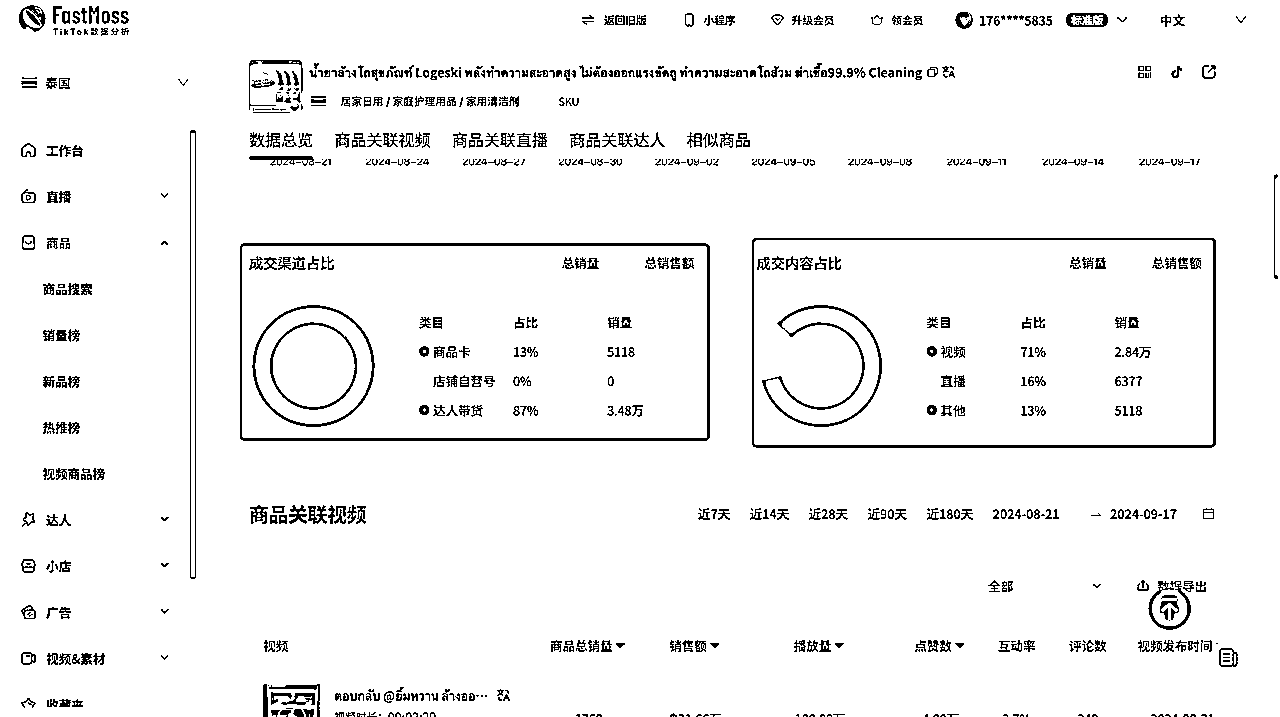 FastMoss
TikTok数据分析
返回旧版 小程序 升级会员 领会员 176****5835 标准版 中文
泰国
น้ำยาล้างโถสุขภัณฑ์ Logeski พลังทำความสะอาดสูง ไม่ต้องออกแรงขัดถู ทำความสะอาดโถส้วม ฆ่าเชื้อ99.9% Cleaning
居家日用 / 家庭护理用品 / 家用清洁剂 SKU
数据总览 商品关联视频 商品关联直播 商品关联达人 相似商品
2024-08-21 2024-08-24 2024-08-27 2024-08-30 2024-09-02 2024-09-05 2024-09-08 2024-09-11 2024-09-14 2024-09-17
工作台
直播
商品
商品搜索
销量榜
新品榜
热推榜
视频商品榜
达人
小店
广告
视频&素材
收藏夹
成交渠道占比 总销量 总销售额
类目 占比 销量
商品卡 13% 5118
店铺自营号 0% 0
达人带货 87% 3.48万
成交内容占比 总销量 总销售额
类目 占比 销量
视频 71% 2.84万
直播 16% 6377
其他 13% 5118
商品关联视频 近7天 近14天 近28天 近90天 近180天 2024-08-21 → 2024-09-17
全部 数据导出
视频 商品总销量 销售额 播放量 点赞数 互动率 评论数 视频发布时间
ตอบกลับ @ยิ้มหวาน ล้างออ...